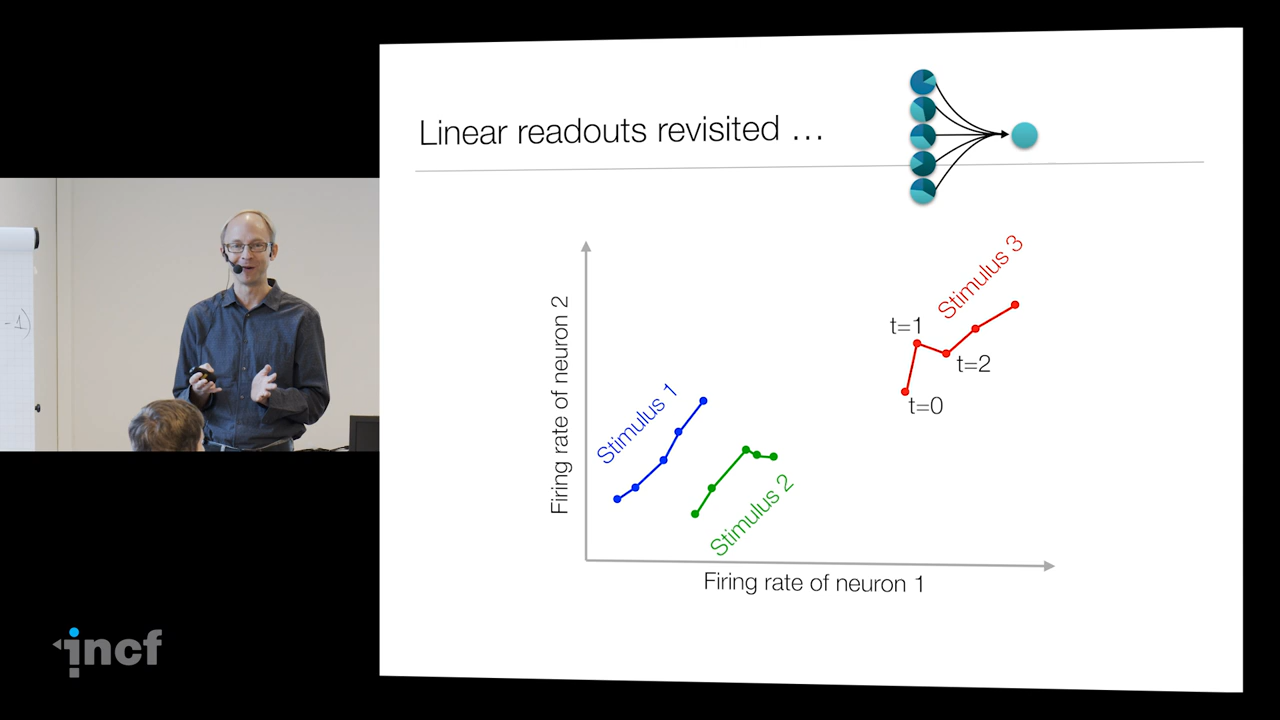 Linear readouts revisited ...
Firing rate of neuron 2
Stimulus 1
Stimulus 2
Stimulus 3
t=1
t=2
t=0
Firing rate of neuron 1
-1)
incf